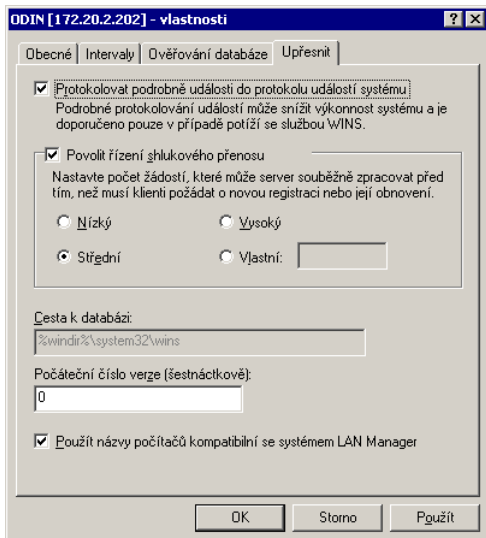 ODIN [172.20.2.202] - vlastnosti
Obecné Intervaly Ověřování databáze Upřesnit
Protokolovat podrobně události do protokolu událostí systému
Podrobné protokolování událostí může snížit výkonnost systému a je
doporučeno pouze v případě potíží se službou WINS.
Povolit řízení shlukového přenosu
Nastavte počet žádostí, které může server souběžně zpracovat před
tím, než musí klienti požádat o novou registraci nebo její obnovení.
Nízký Vysoký
Střední Vlastní:
Cesta k databázi:
%windir%\system32\wins
Počáteční číslo verze (šestnáctkově):
0
Použít názvy počítačů kompatibilní se systémem LAN Manager
OK Storno Použít